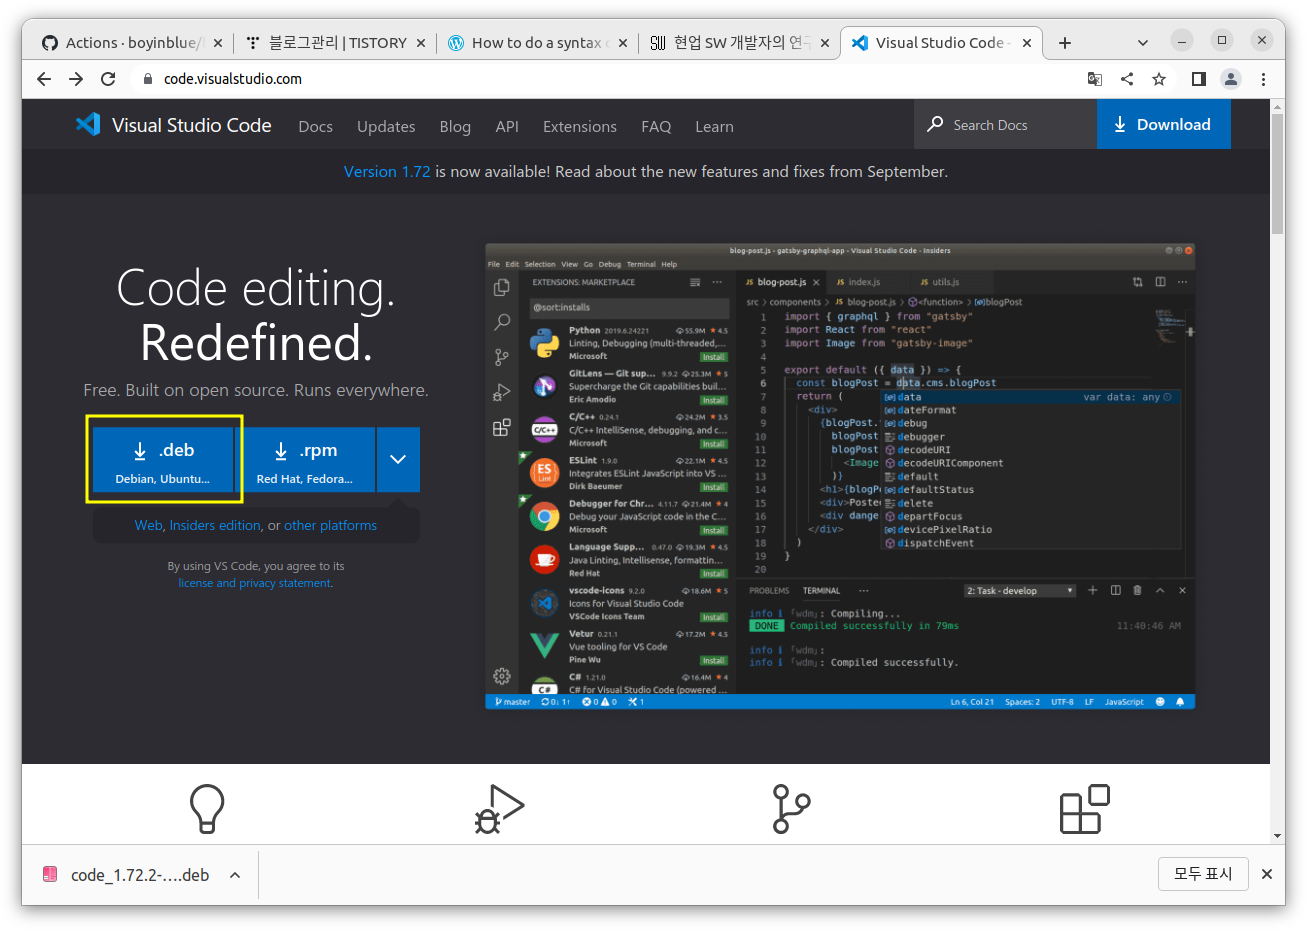 Actions · boyinblue/
블로그관리 | TISTORY
How to do a syntax
현업 SW 개발자의 연구
Visual Studio Code -
code.visualstudio.com
Visual Studio Code
Docs
Updates
Blog
API
Extensions
FAQ
Learn
Search Docs
Download
Version 1.72 is now available! Read about the new features and fixes from September.
Code editing.
Redefined.
Free. Built on open source. Runs everywhere.
.deb
Debian, Ubuntu...
.rpm
Red Hat, Fedora...
Web, Insiders edition, or other platforms
By using VS Code, you agree to its
license and privacy statement.
blog-post.js - gatsby-graphql-app - Visual Studio Code - Insiders
File Edit Selection View Go Debug Terminal Help
EXTENSIONS: MARKETPLACE
@sort:installs
Python 2019.6.24221 55.9M ★ 4.5
Linting, Debugging (multi-threaded,...
Microsoft Install
GitLens — Git sup... 9.9.2 23.3M ★ 5
Supercharge the Git capabilities buil...
Eric Amodio Install
C/C++ 0.24.1 24.2M ★ 3.5
C/C++ IntelliSense, debugging, and c...
Microsoft Install
ESLint 1.9.0 22.1M ★ 4.5
Integrates ESLint JavaScript into VS ...
Dirk Baeumer Install
Debugger for Chr... 4.11.7 21.4M ★ 4
Debug your JavaScript code in the C...
Microsoft Install
Language Supp... 0.47.0 19.3M ★ 4.5
Java Linting, Intellisense, formattin...
Red Hat Install
vscode-icons 9.2.0 18.6M ★ 5
Icons for Visual Studio Code
VSCode Icons Team Install
Vetur 0.21.1 17.2M ★ 4.5
Vue tooling for VS Code
Pine Wu Install
C# 1.21.0 16.4M ★ 4
C# for Visual Studio Code (powered ...
JS blog-post.js
JS index.js
JS utils.js
src > components > JS blog-post.js > <function> > blogPost
1 import { graphql } from "gatsby"
2 import React from "react"
3 import Image from "gatsby-image"
4
5 export default ({ data }) => {
6 const blogPost = data.cms.blogPost
7 return (
8 <div>
9 {blogPost.
10 blogPost
11 blogPost
12 <Image
13 )}
14 <h1>{blogPo
15 <div>Poste
16 <div dange
17 </div>
18 )
19 }
20
data var data: any
dateFormat
debug
debugger
decodeURI
decodeURIComponent
default
defaultStatus
delete
departFocus
devicePixelRatio
dispatchEvent
PROBLEMS TERMINAL ... 2: Task - develop
info i ｢wdm｣: Compiling...
DONE Compiled successfully in 79ms 11:40:46 AM
info i ｢wdm｣:
info i ｢wdm｣: Compiled successfully.
master 0↓ 1↑ 0 0 1
Ln 6, Col 21 Spaces: 2 UTF-8 LF JavaScript
code_1.72.2-....deb
모두 표시